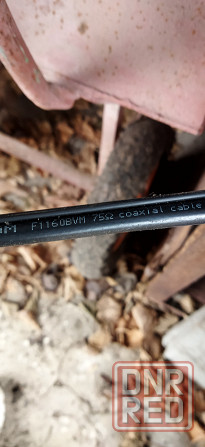 F1160BVM 75Ω coaxial cable
DNR
RED